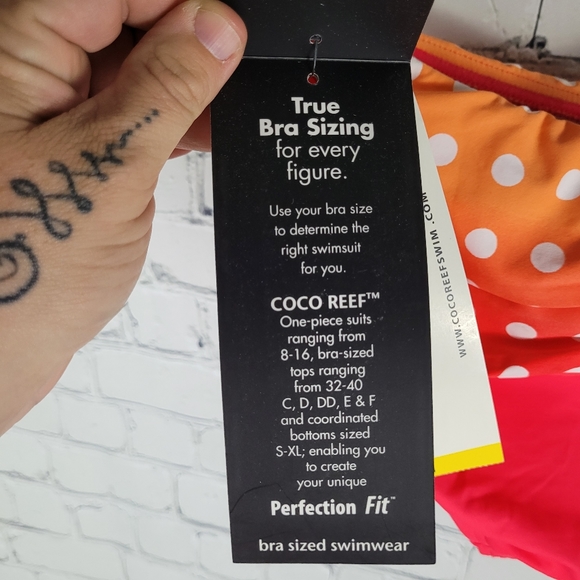 True
Bra Sizing
for every
figure.
Use your bra size
to determine the
right swimsuit
for you.
COCO REEF™
One-piece suits
ranging from
8-16, bra-sized
tops ranging
from 32-40
C, D, DD, E & F
and coordinated
bottoms sized
S-XL; enabling you
to create
your unique
Perfection Fit™
bra sized swimwear
WWW.COCOREEFSWIM.COM